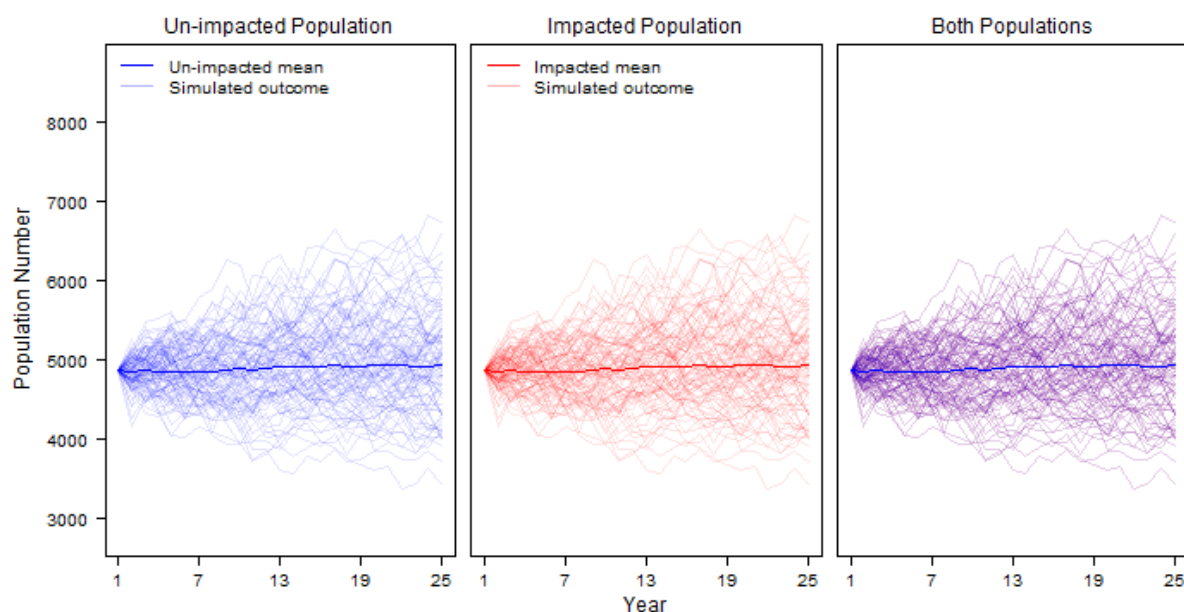 Un-impacted Population
Impacted Population
Both Populations
Un-impacted mean
Simulated outcome
Impacted mean
Simulated outcome
Population Number
8000
7000
6000
5000
4000
3000
1 7 13 19 25
1 7 13 19 25
1 7 13 19 25
Year